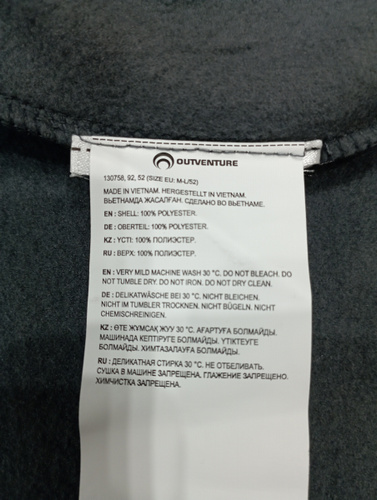 OUTVENTURE
130758, 92, 52 (SIZE EU: M-L/52)
MADE IN VIETNAM. HERGESTELLT IN VIETNAM.
ВЬЕТНАМДА ЖАСАЛҒАН. СДЕЛАНО ВО ВЬЕТНАМЕ.
EN : SHELL: 100% POLYESTER.
DE : OBERTEIL: 100% POLYESTER.
KZ : ҮСТІ: 100% ПОЛИЭСТЕР.
RU : ВЕРХ: 100% ПОЛИЭСТЕР.
EN : VERY MILD MACHINE WASH 30 °C. DO NOT BLEACH. DO
NOT TUMBLE DRY. DO NOT IRON. DO NOT DRY CLEAN.
DE : DELIKATWÄSCHE BEI 30 °C. NICHT BLEICHEN.
NICHT IM TUMBLER TROCKNEN. NICHT BÜGELN. NICHT
CHEMISCHREINIGEN.
KZ : ӨТЕ ЖҰМСАҚ ЖУУ 30 °C. АҒАРТУҒА БОЛМАЙДЫ.
МАШИНАДА КЕПТІРУГЕ БОЛМАЙДЫ. ҮТІКТЕУГЕ
БОЛМАЙДЫ. ХИМТАЗАЛАУҒА БОЛМАЙДЫ.
RU : ДЕЛИКАТНАЯ СТИРКА 30 °C. НЕ ОТБЕЛИВАТЬ.
СУШКА В МАШИНЕ ЗАПРЕЩЕНА. ГЛАЖЕНИЕ ЗАПРЕЩЕНО.
ХИМЧИСТКА ЗАПРЕЩЕНА.